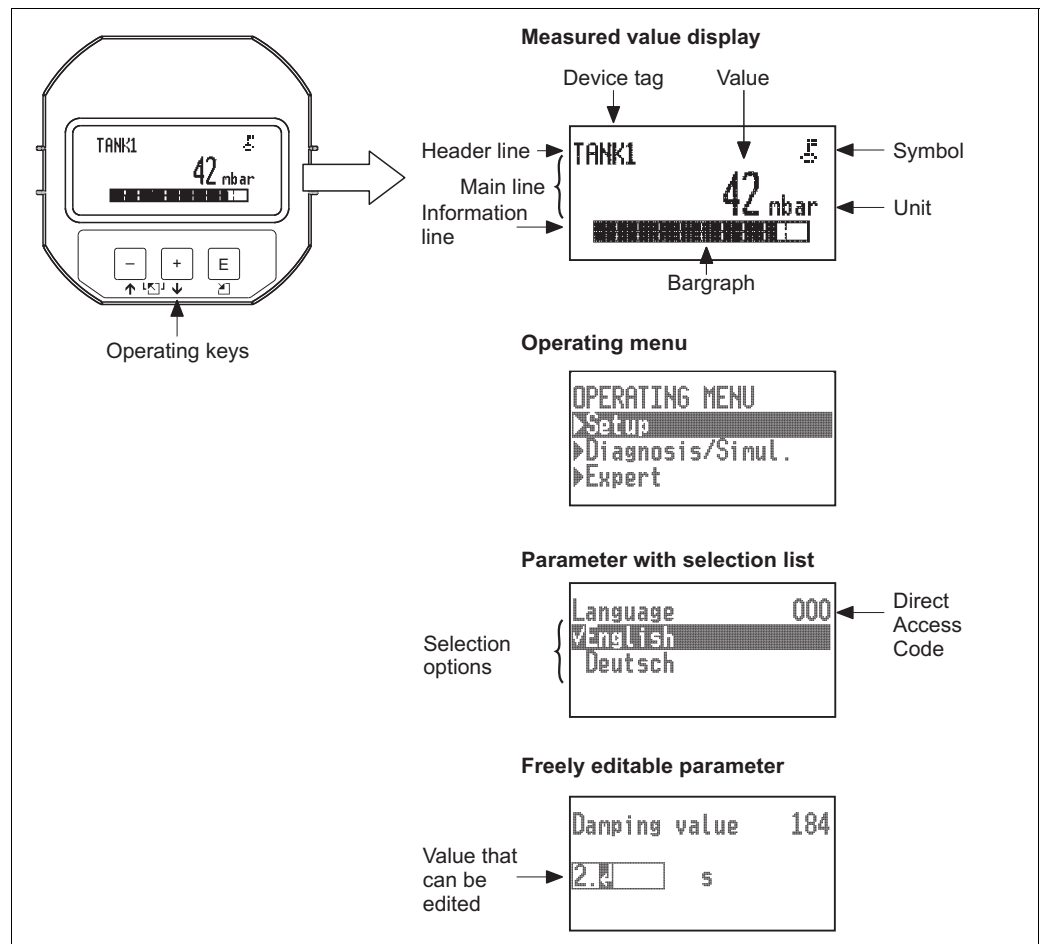 TANK1
42 mbar
– + E
Operating keys
Measured value display
Device tag Value
Header line
Main line
Information
line
TANK1
42 mbar
Symbol
Unit
Bargraph
Operating menu
OPERATING MENU
Setup
Diagnosis/Simul.
Expert
Parameter with selection list
Language 000
✓English
Deutsch
Selection
options
Direct
Access
Code
Freely editable parameter
Damping value 184
2. s
Value that
can be
edited